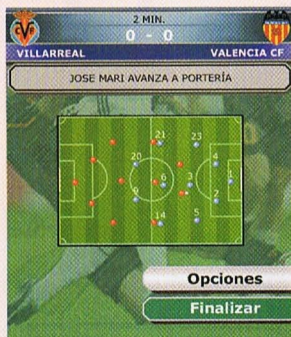 2 MIN.
0 - 0
VILLARREAL VALENCIA CF
JOSE MARI AVANZA A PORTERÍA
21 23
20 4
6 3 1
9 2
14 5
Opciones
Finalizar